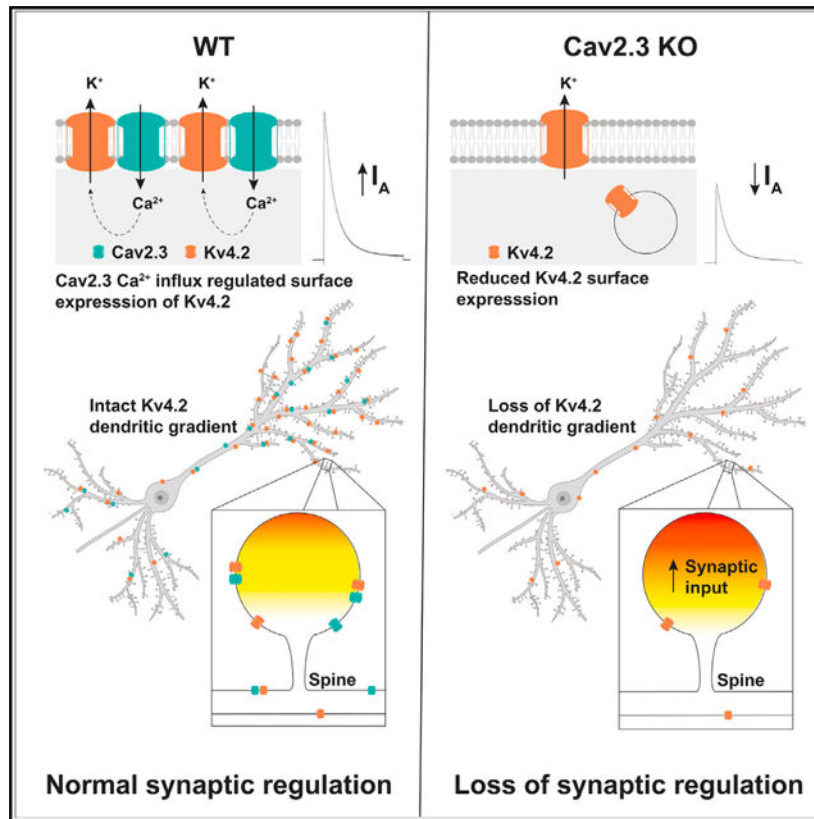 WT
K⁺
K⁺
Ca²⁺
Ca²⁺
↑ I_A
Cav2.3 Kv4.2
Cav2.3 Ca²⁺ influx regulated surface
expresssion of Kv4.2
Intact Kv4.2
dendritic gradient
Spine
Normal synaptic regulation
Cav2.3 KO
K⁺
↓ I_A
Kv4.2
Reduced Kv4.2 surface
expresssion
Loss of Kv4.2
dendritic gradient
↑ Synaptic
input
Spine
Loss of synaptic regulation